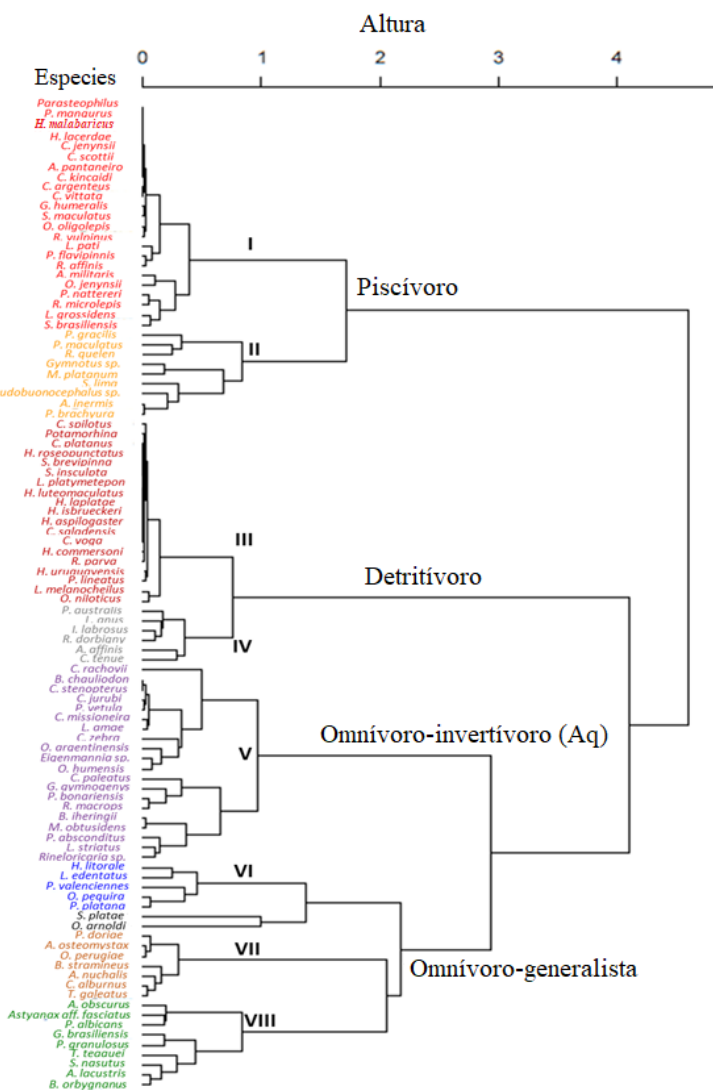 Altura
0 1 2 3 4
Especies
Parasteophilus
P. manaurus
H. malabaricus
H. lacerdae
C. jenynsii
C. scottii
A. pantaneiro
C. kincaidi
C. argenteus
C. vittata
G. humeralis
S. maculatus
O. oligolepis
R. vulpinus
L. pati
P. flavipinnis
R. affinis
A. militaris
O. jenynsii
P. nattereri
R. microlepis
L. grossidens
S. brasiliensis
I
Piscívoro
P. gracilis
P. maculatus
R. quelen
Gymnotus sp.
M. platanum
S. lima
udobuonocephalus sp.
A. inermis
P. brachyura
II
C. spilotus
Potamorhina
C. platanus
H. roseopunctatus
S. brevipinna
S. insculpta
L. platymetepon
H. luteomaculatus
H. laplatae
H. isbrueckeri
H. aspilogaster
C. saladensis
C. voga
H. commersoni
R. parva
H. uruguayensis
P. lineatus
L. melanocheilus
O. niloticus
III
Detritívoro
P. australis
L. anus
I. labrosus
R. dorbigny
A. affinis
C. tenue
IV
C. rachovii
B. chauliodon
C. stenopterus
C. jurubi
P. vetula
C. missioneira
L. amae
C. zebra
O. argentinensis
Eigenmannia sp.
O. humensis
C. paleatus
G. gymnogenys
P. bonariensis
R. macrops
B. iheringii
M. obtusidens
P. absconditus
L. striatus
Rineloricaria sp.
V
Omnívoro-invertívoro (Aq)
H. litorale
L. edentatus
P. valenciennes
O. pequira
P. platana
S. platae
O. arnoldi
VI
P. doriae
A. osteomystax
O. perugiae
B. stramineus
A. nuchalis
C. alburnus
T. galeatus
VII
Omnívoro-generalista
A. obscurus
Astyanax aff. fasciatus
P. albicans
G. brasiliensis
P. granulosus
T. teaguei
S. nasutus
A. lacustris
B. orbygnanus
VIII